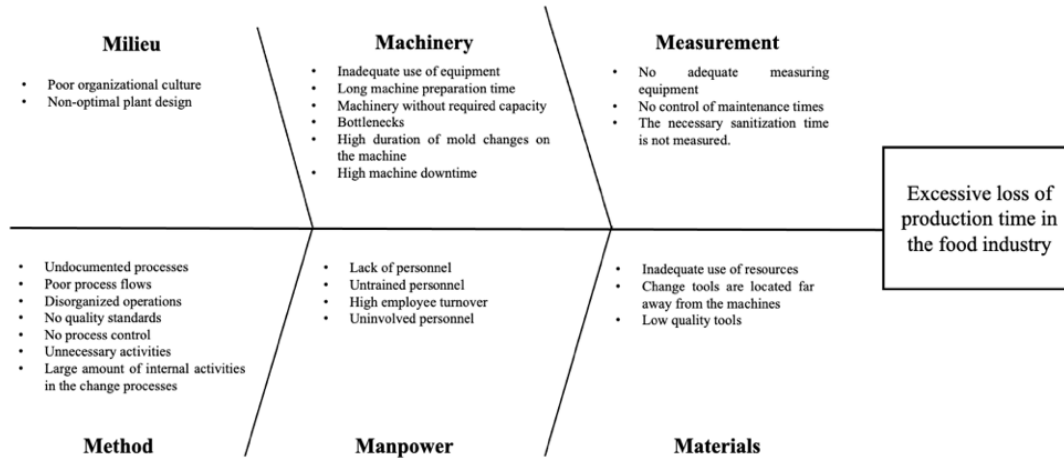 Milieu
• Poor organizational culture
• Non-optimal plant design
Machinery
• Inadequate use of equipment
• Long machine preparation time
• Machinery without required capacity
• Bottlenecks
• High duration of mold changes on
the machine
• High machine downtime
Measurement
• No adequate measuring
equipment
• No control of maintenance times
• The necessary sanitization time
is not measured.
Excessive loss of
production time in
the food industry
• Undocumented processes
• Poor process flows
• Disorganized operations
• No quality standards
• No process control
• Unnecessary activities
• Large amount of internal activities
in the change processes
Method
• Lack of personnel
• Untrained personnel
• High employee turnover
• Uninvolved personnel
Manpower
• Inadequate use of resources
• Change tools are located far
away from the machines
• Low quality tools
Materials